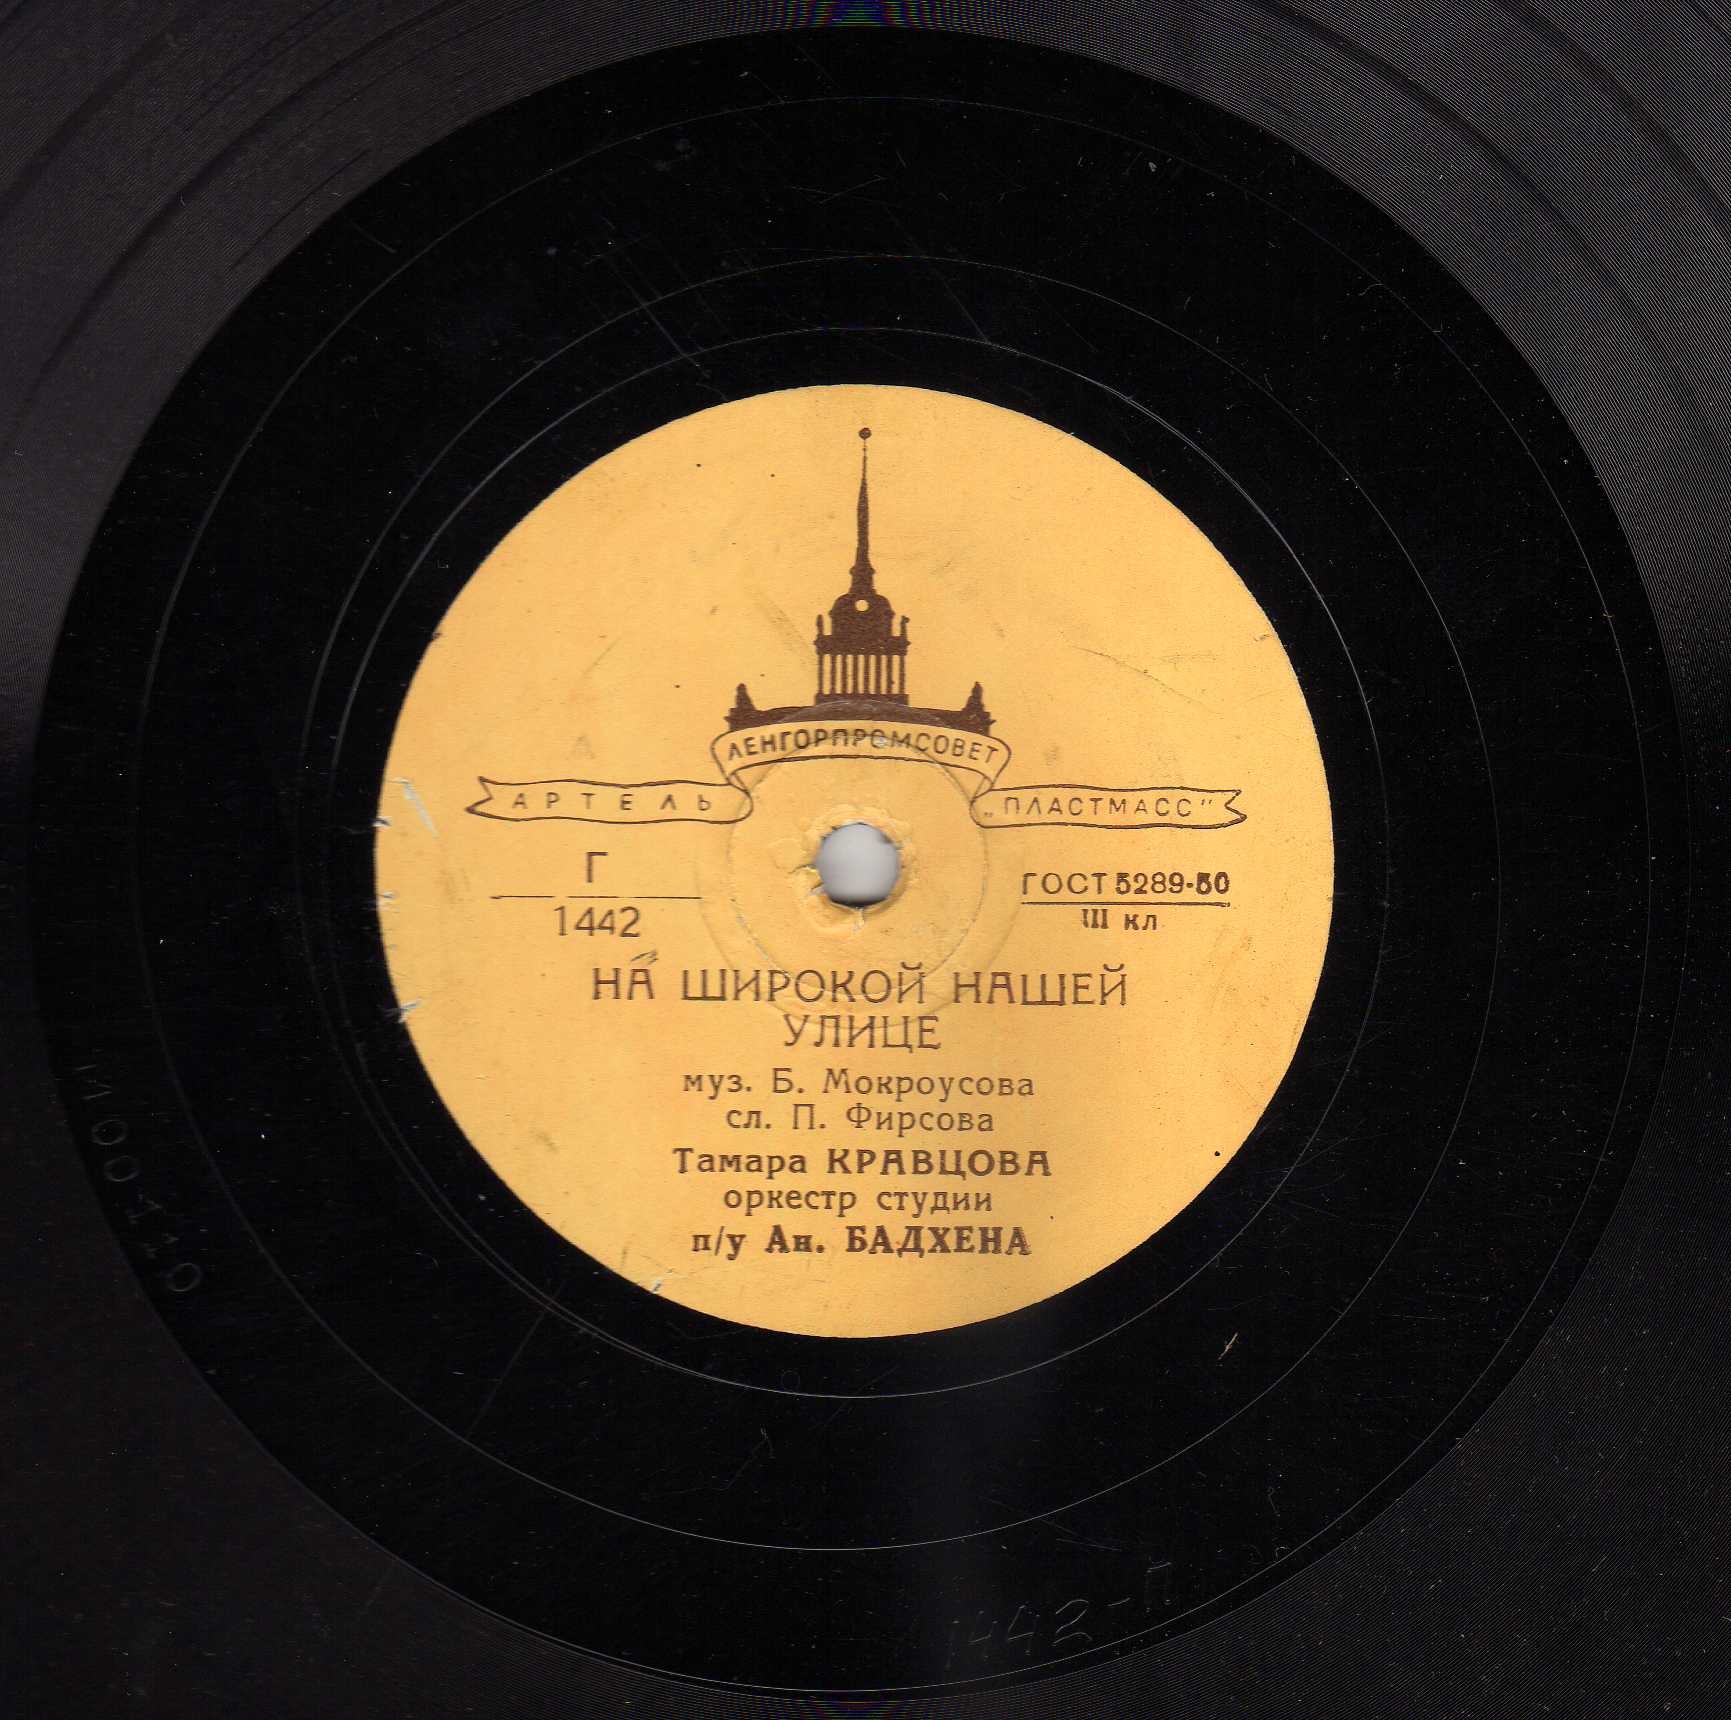 ЛЕНГОРПРОМСОВЕТ
АРТЕЛЬ „ПЛАСТМАСС"
Г
1442
ГОСТ 5289-50
III кл.
НА ШИРОКОЙ НАШЕЙ
УЛИЦЕ
муз. Б. Мокроусова
сл. П. Фирсова
Тамара КРАВЦОВА
оркестр студии
п/у Ан. БАДХЕНА
1442-П